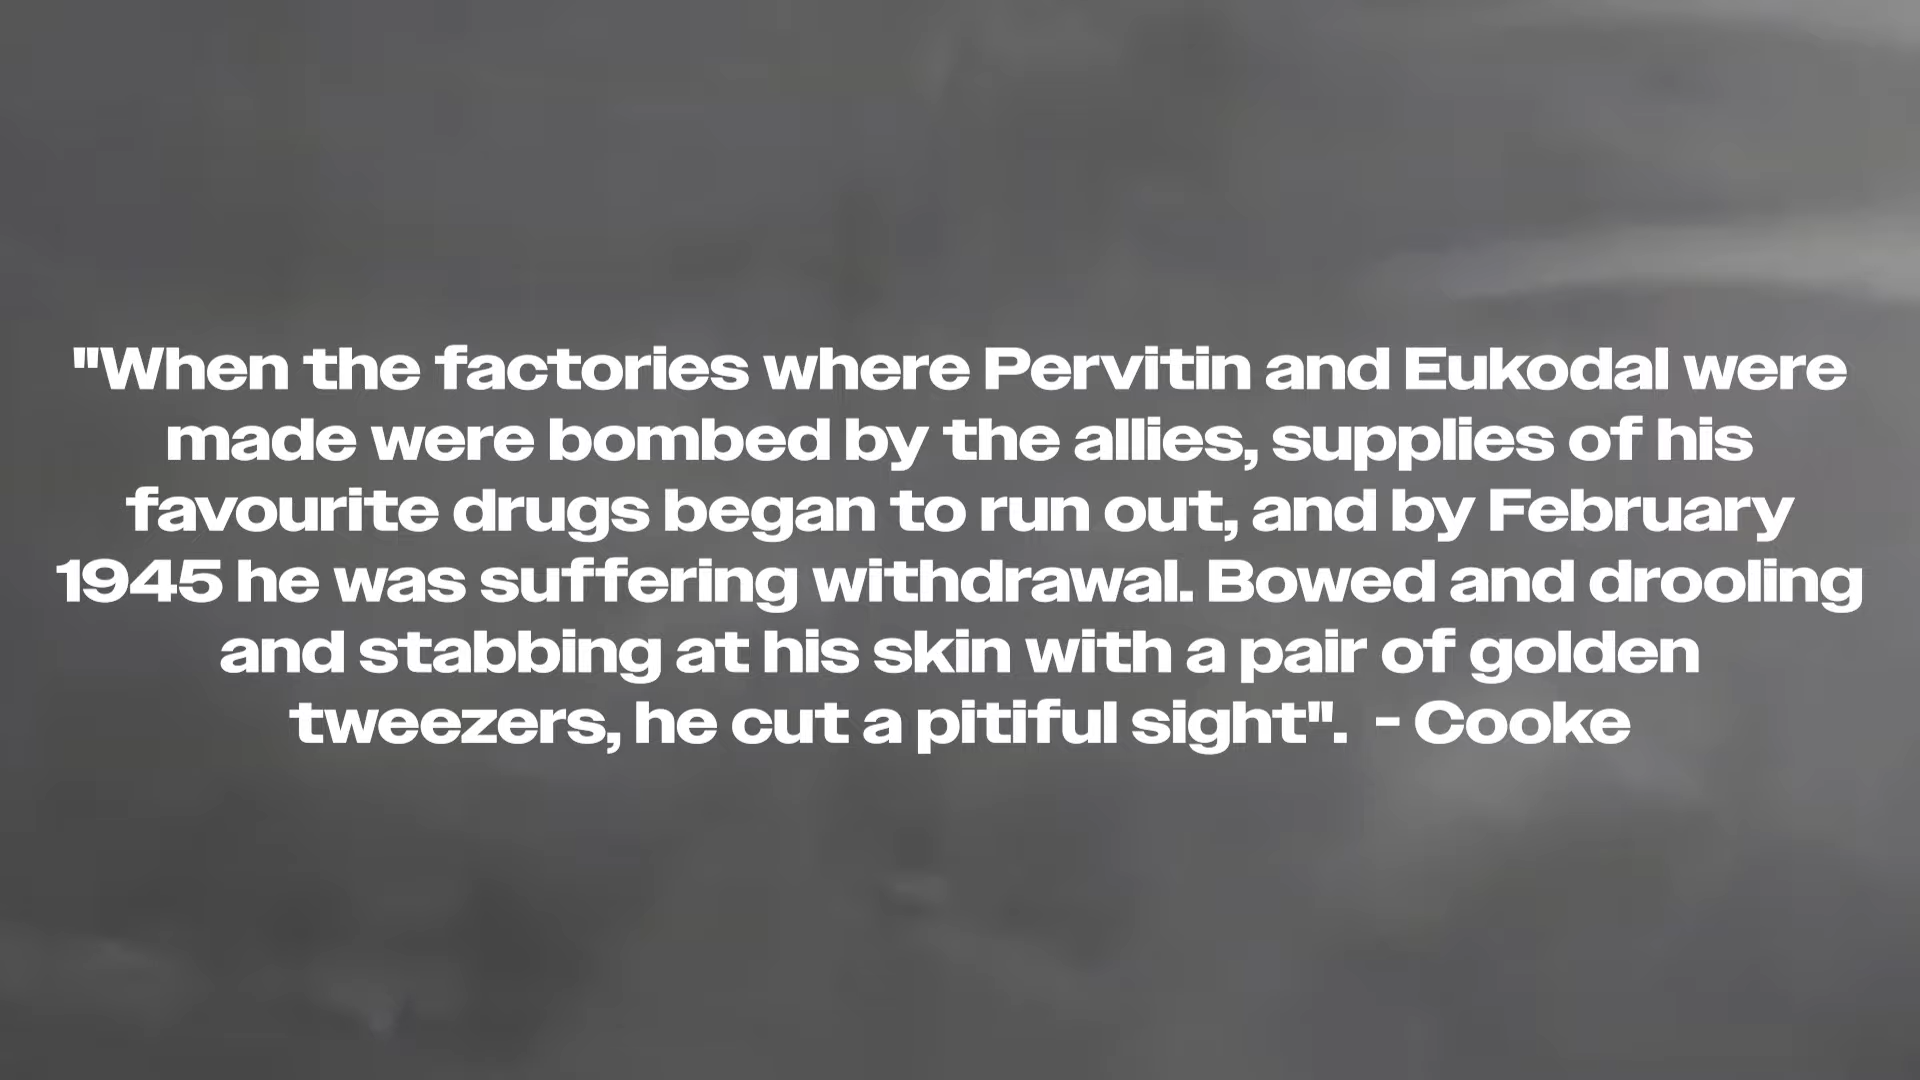 "When the factories where Pervitin and Eukodal were
made were bombed by the allies, supplies of his
favourite drugs began to run out, and by February
1945 he was suffering withdrawal. Bowed and drooling
and stabbing at his skin with a pair of golden
tweezers, he cut a pitiful sight".  - Cooke